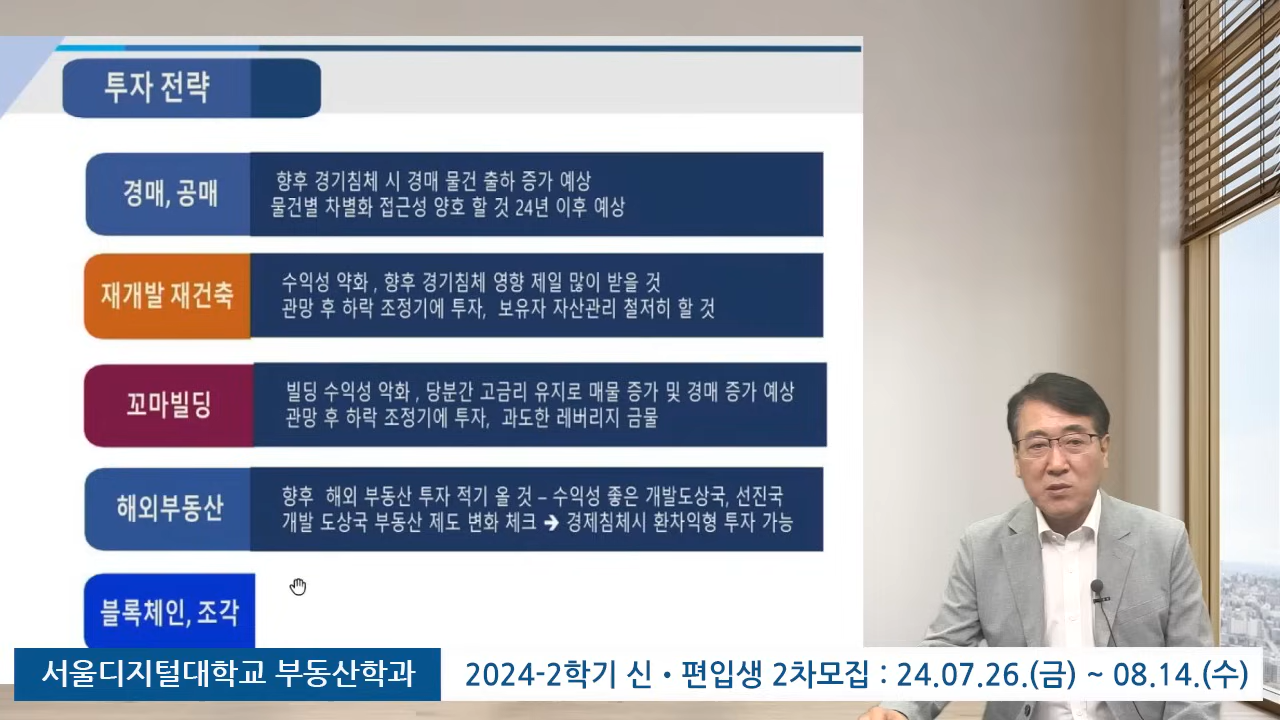 투자 전략
경매, 공매
향후 경기침체 시 경매 물건 출하 증가 예상
물건별 차별화 접근성 양호 할 것 24년 이후 예상
재개발 재건축
수익성 약화 , 향후 경기침체 영향 제일 많이 받을 것
관망 후 하락 조정기에 투자, 보유자 자산관리 철저히 할 것
꼬마빌딩
빌딩 수익성 악화 , 당분간 고금리 유지로 매물 증가 및 경매 증가 예상
관망 후 하락 조정기에 투자, 과도한 레버리지 금물
해외부동산
향후 해외 부동산 투자 적기 올 것 – 수익성 좋은 개발도상국, 선진국
개발 도상국 부동산 제도 변화 체크 ➔ 경제침체시 환차익형 투자 가능
블록체인, 조각
서울디지털대학교 부동산학과
2024-2학기 신・편입생 2차모집 : 24.07.26.(금) ~ 08.14.(수)